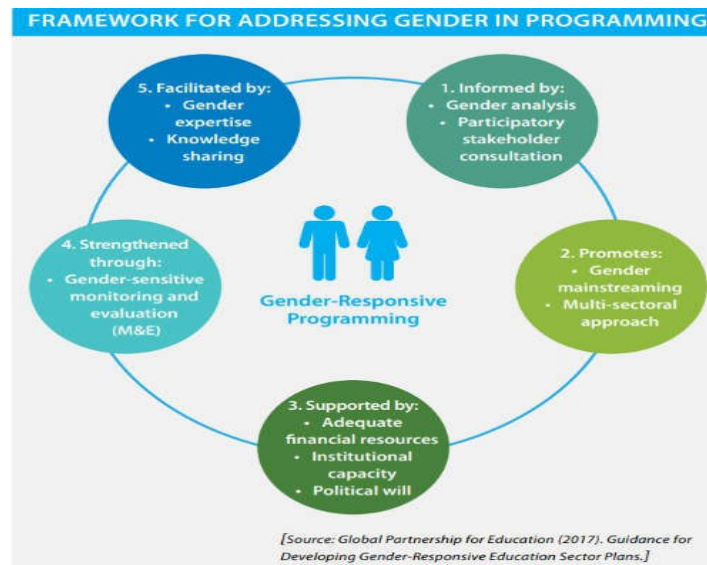 FRAMEWORK FOR ADDRESSING GENDER IN PROGRAMMING
1. Informed by:
• Gender analysis
• Participatory
stakeholder
consultation
2. Promotes:
• Gender
mainstreaming
• Multi-sectoral
approach
3. Supported by:
• Adequate
financial resources
• Institutional
capacity
• Political will
4. Strengthened
through:
• Gender-sensitive
monitoring and
evaluation
(M&E)
5. Facilitated by:
• Gender
expertise
• Knowledge
sharing
Gender-Responsive
Programming
[Source: Global Partnership for Education (2017). Guidance for
Developing Gender-Responsive Education Sector Plans.]